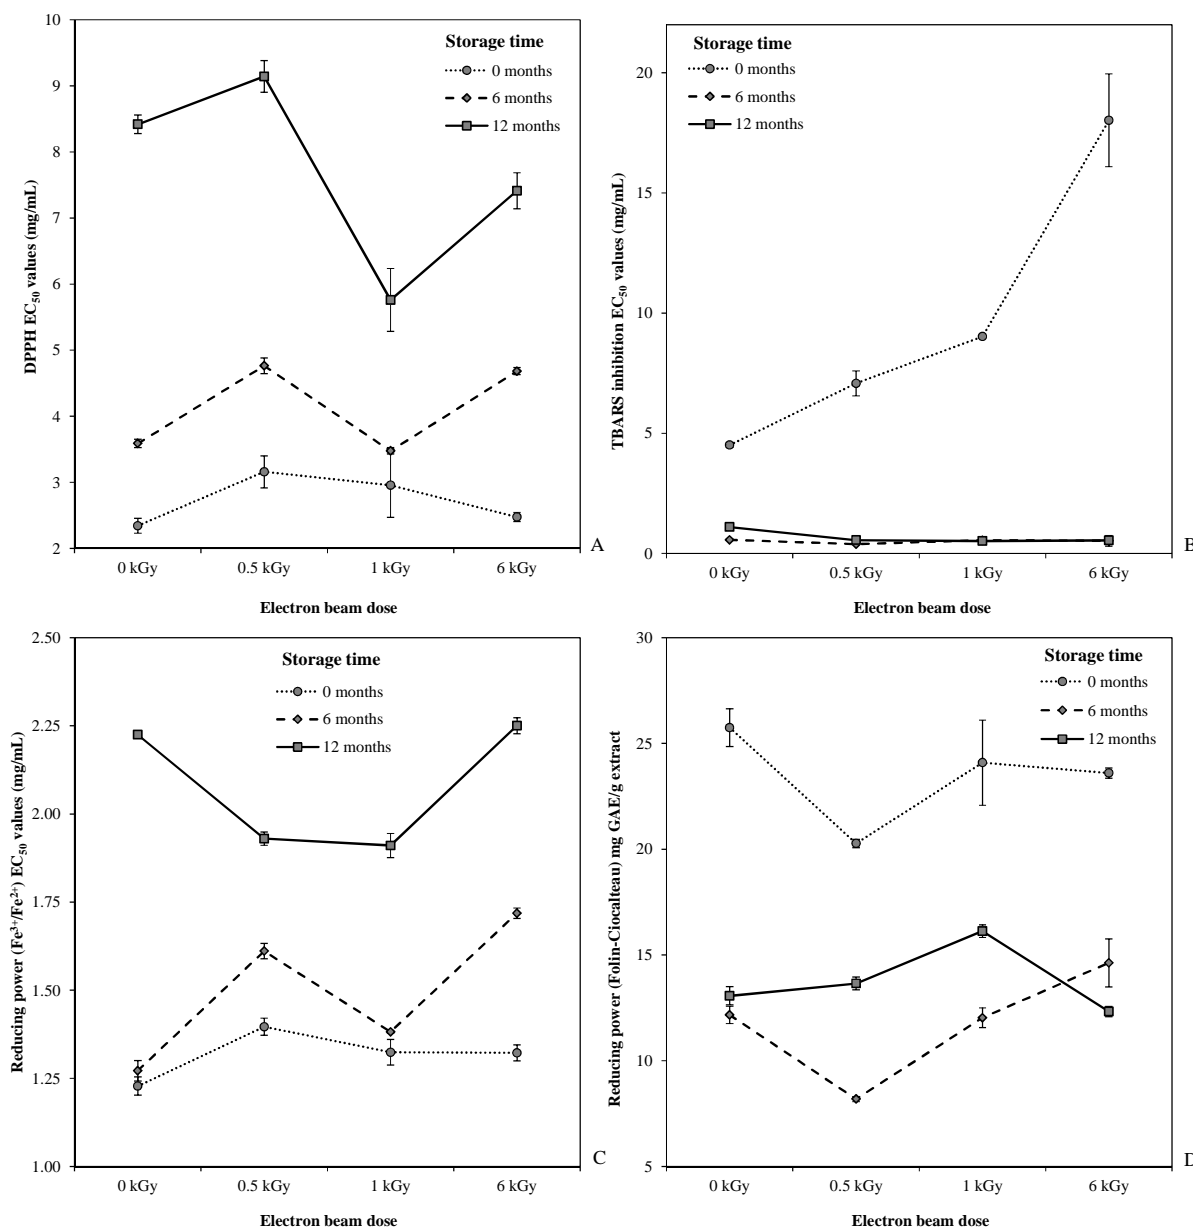 DPPH EC50 values (mg/mL)
10
9
8
7
6
5
4
3
2
Storage time
0 months
6 months
12 months
0 kGy 0.5 kGy 1 kGy 6 kGy
Electron beam dose
A
TBARS inhibition EC50 values (mg/mL)
20
15
10
5
0
Storage time
0 months
6 months
12 months
0 kGy 0.5 kGy 1 kGy 6 kGy
Electron beam dose
B
Reducing power (Fe3+/Fe2+) EC50 values (mg/mL)
2.50
2.25
2.00
1.75
1.50
1.25
1.00
Storage time
0 months
6 months
12 months
0 kGy 0.5 kGy 1 kGy 6 kGy
Electron beam dose
C
Reducing power (Folin-Ciocalteau) mg GAE/g extract
30
25
20
15
10
5
Storage time
0 months
6 months
12 months
0 kGy 0.5 kGy 1 kGy 6 kGy
Electron beam dose
D